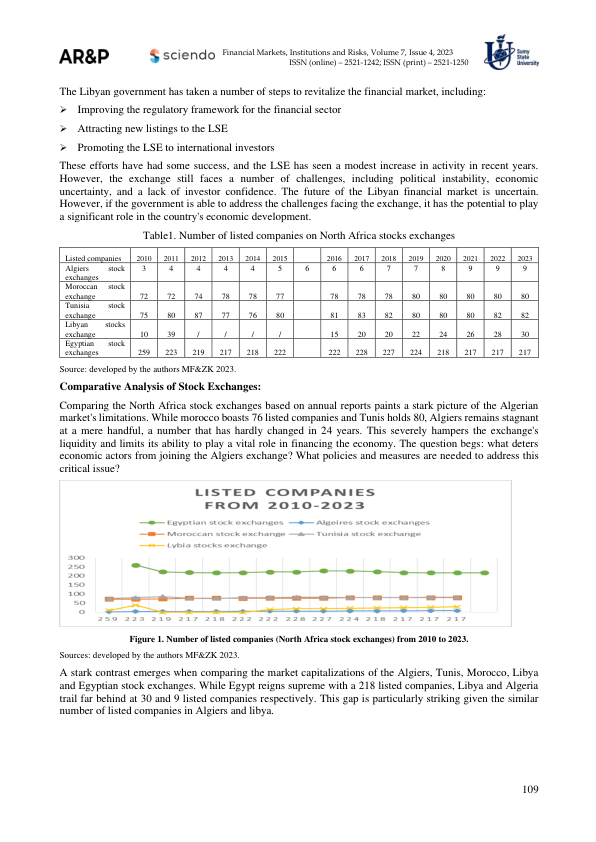 AR&P
sciendo
Financial Markets, Institutions and Risks, Volume 7, Issue 4, 2023
ISSN (online) – 2521-1242; ISSN (print) – 2521-1250
Sumy
State
University
The Libyan government has taken a number of steps to revitalize the financial market, including:
➢ Improving the regulatory framework for the financial sector
➢ Attracting new listings to the LSE
➢ Promoting the LSE to international investors
These efforts have had some success, and the LSE has seen a modest increase in activity in recent years.
However, the exchange still faces a number of challenges, including political instability, economic
uncertainty, and a lack of investor confidence. The future of the Libyan financial market is uncertain.
However, if the government is able to address the challenges facing the exchange, it has the potential to play
a significant role in the country's economic development.
Table1. Number of listed companies on North Africa stocks exchanges
Listed companies 2010 2011 2012 2013 2014 2015 2016 2017 2018 2019 2020 2021 2022 2023
Algiers stock 3 4 4 4 4 5 6 6 6 7 7 8 9 9 9
exchanges
Moroccan stock
exchange 72 72 74 78 78 77 78 78 78 80 80 80 80 80
Tunisia stock
exchange 75 80 87 77 76 80 81 83 82 80 80 80 82 82
Libyan stocks
exchange 10 39 / / / / 15 20 20 22 24 26 28 30
Egyptian stock
exchanges 259 223 219 217 218 222 222 228 227 224 218 217 217 217
Source: developed by the authors MF&ZK 2023.
Comparative Analysis of Stock Exchanges:
Comparing the North Africa stock exchanges based on annual reports paints a stark picture of the Algerian
market's limitations. While morocco boasts 76 listed companies and Tunis holds 80, Algiers remains stagnant
at a mere handful, a number that has hardly changed in 24 years. This severely hampers the exchange's
liquidity and limits its ability to play a vital role in financing the economy. The question begs: what deters
economic actors from joining the Algiers exchange? What policies and measures are needed to address this
critical issue?
LISTED COMPANIES
FROM 2010-2023
Egyptian stock exchanges Algeires stock exchanges
Moroccan stock exchange Tunisia stock exchange
Lybia stocks exchange
300
250
200
150
100
50
0
259 223 219 217 218 222 222 228 227 224 218 217 217 217
Figure 1. Number of listed companies (North Africa stock exchanges) from 2010 to 2023.
Sources: developed by the authors MF&ZK 2023.
A stark contrast emerges when comparing the market capitalizations of the Algiers, Tunis, Morocco, Libya
and Egyptian stock exchanges. While Egypt reigns supreme with a 218 listed companies, Libya and Algeria
trail far behind at 30 and 9 listed companies respectively. This gap is particularly striking given the similar
number of listed companies in Algiers and libya.
109